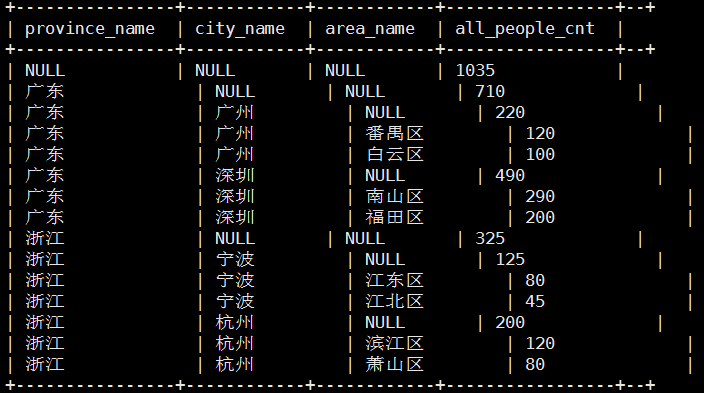 +----------------+------------+------------+-----------------+--+
| province_name | city_name | area_name | all_people_cnt |
+----------------+------------+------------+-----------------+--+
| NULL | NULL | NULL | 1035 |
| 广东 | NULL | NULL | 710 |
| 广东 | 广州 | NULL | 220 |
| 广东 | 广州 | 番禺区 | 120 |
| 广东 | 广州 | 白云区 | 100 |
| 广东 | 深圳 | NULL | 490 |
| 广东 | 深圳 | 南山区 | 290 |
| 广东 | 深圳 | 福田区 | 200 |
| 浙江 | NULL | NULL | 325 |
| 浙江 | 宁波 | NULL | 125 |
| 浙江 | 宁波 | 江东区 | 80 |
| 浙江 | 宁波 | 江北区 | 45 |
| 浙江 | 杭州 | NULL | 200 |
| 浙江 | 杭州 | 滨江区 | 120 |
| 浙江 | 杭州 | 萧山区 | 80 |
+----------------+------------+------------+-----------------+--+